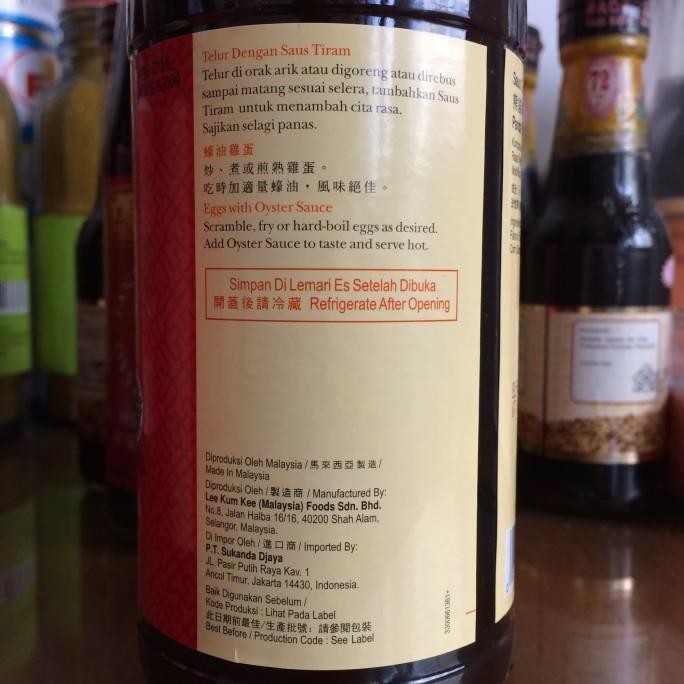 Telur Dengan Saus Tiram
Telur di orak arik atau digoreng atau direbus
sampai matang sesuai selera, tambahkan Saus
Tiram untuk menambah cita rasa.
Sajikan selagi panas.
蠔油雞蛋
炒、煮或煎熟雞蛋。
吃時加適量蠔油，風味絕佳。
Eggs with Oyster Sauce
Scramble, fry or hard-boil eggs as desired.
Add Oyster Sauce to taste and serve hot.
Simpan Di Lemari Es Setelah Dibuka
開蓋後請冷藏 Refrigerate After Opening
Diproduksi Oleh Malaysia / 馬來西亞製造 /
Made In Malaysia
Diproduksi Oleh / 製造商 / Manufactured By:
Lee Kum Kee (Malaysia) Foods Sdn. Bhd.
No.8, Jalan Halba 16/16, 40200 Shah Alam,
Selangor, Malaysia.
Di Impor Oleh / 進口商 / Imported By:
P.T. Sukanda Djaya
JL. Pasir Putih Raya Kav. 1
Ancol Timur, Jakarta 14430, Indonesia.
Baik Digunakan Sebelum /
Kode Produksi : Lihat Pada Label
此日期前最佳/生產批號：請參閱包裝
Best Before / Production Code : See Label
3300661361+
72